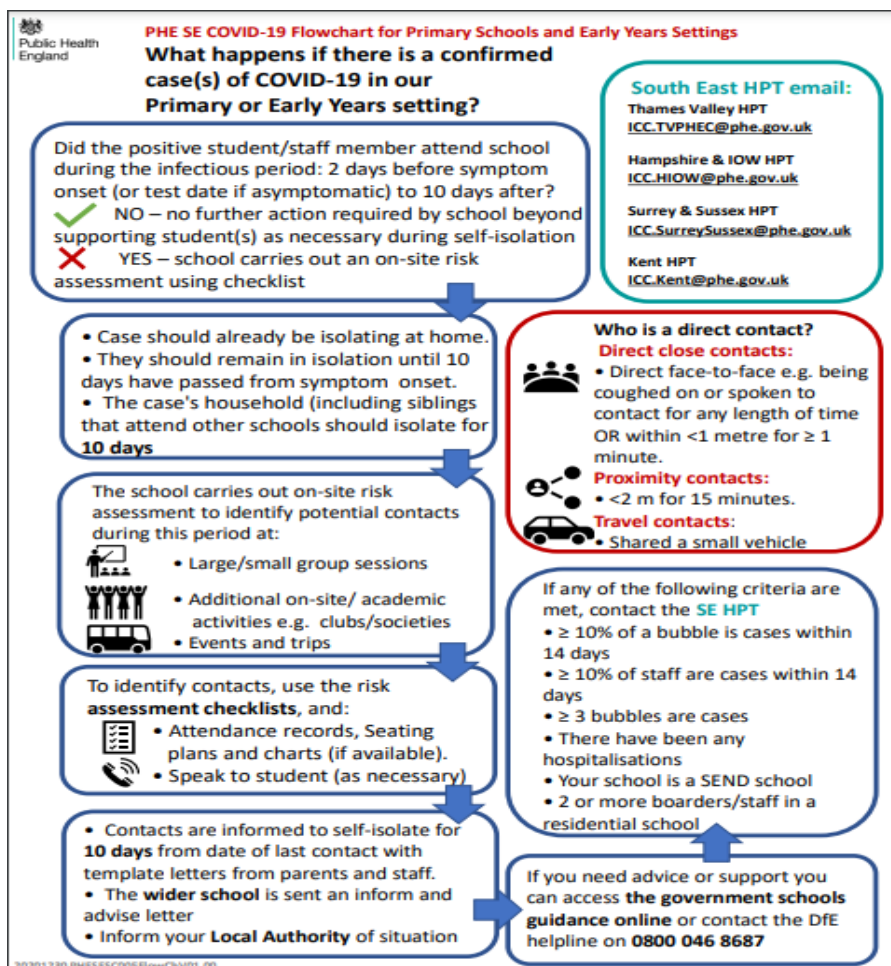 Public Health
England
PHE SE COVID-19 Flowchart for Primary Schools and Early Years Settings
What happens if there is a confirmed
case(s) of COVID-19 in our
Primary or Early Years setting?
South East HPT email:
Thames Valley HPT
ICC.TVPHEC@phe.gov.uk
Hampshire & IOW HPT
ICC.HIOW@phe.gov.uk
Surrey & Sussex HPT
ICC.SurreySussex@phe.gov.uk
Kent HPT
ICC.Kent@phe.gov.uk
Did the positive student/staff member attend school
during the infectious period: 2 days before symptom
onset (or test date if asymptomatic) to 10 days after?
NO – no further action required by school beyond
supporting student(s) as necessary during self-isolation
YES – school carries out an on-site risk
assessment using checklist
• Case should already be isolating at home.
• They should remain in isolation until 10
days have passed from symptom onset.
• The case's household (including siblings
that attend other schools should isolate for
10 days
Who is a direct contact?
Direct close contacts:
• Direct face-to-face e.g. being
coughed on or spoken to
contact for any length of time
OR within <1 metre for ≥ 1
minute.
Proximity contacts:
• <2 m for 15 minutes.
Travel contacts:
• Shared a small vehicle
The school carries out on-site risk
assessment to identify potential contacts
during this period at:
• Large/small group sessions
• Additional on-site/ academic
activities e.g. clubs/societies
• Events and trips
To identify contacts, use the risk
assessment checklists, and:
• Attendance records, Seating
plans and charts (if available).
• Speak to student (as necessary)
• Contacts are informed to self-isolate for
10 days from date of last contact with
template letters from parents and staff.
• The wider school is sent an inform and
advise letter
• Inform your Local Authority of situation
If you need advice or support you
can access the government schools
guidance online or contact the DfE
helpline on 0800 046 8687
If any of the following criteria are
met, contact the SE HPT
• ≥ 10% of a bubble is cases within
14 days
• ≥ 10% of staff are cases within 14
days
• ≥ 3 bubbles are cases
• There have been any
hospitalisations
• Your school is a SEND school
• 2 or more boarders/staff in a
residential school